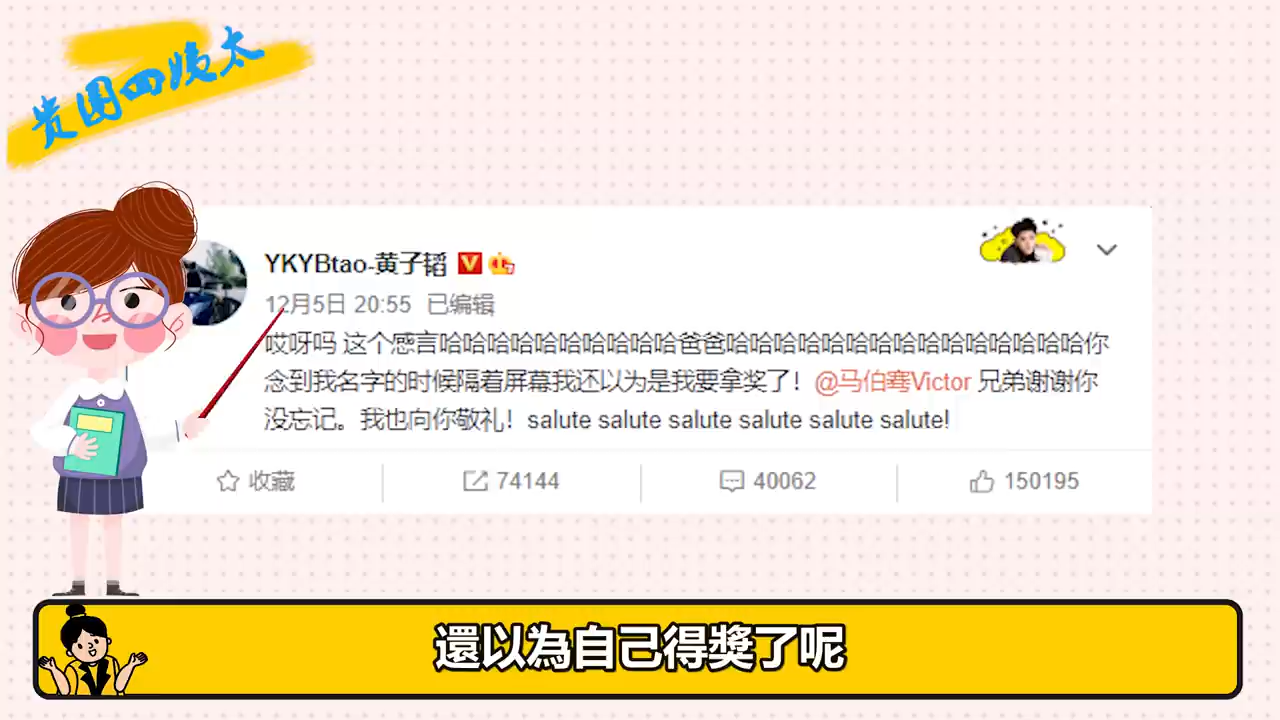 贵圈四姨太
YKYBtao-黄子韬
12月5日 20:55 已编辑
哎呀吗 这个感言哈哈哈哈哈哈哈哈哈哈爸爸哈哈哈哈哈哈哈哈哈哈哈哈哈哈哈你
念到我名字的时候隔着屏幕我还以为是我要拿奖了！@马伯骞Victor 兄弟谢谢你
没忘记。我也向你敬礼！salute salute salute salute salute salute!
收藏 74144 40062 150195
還以為自己得獎了呢